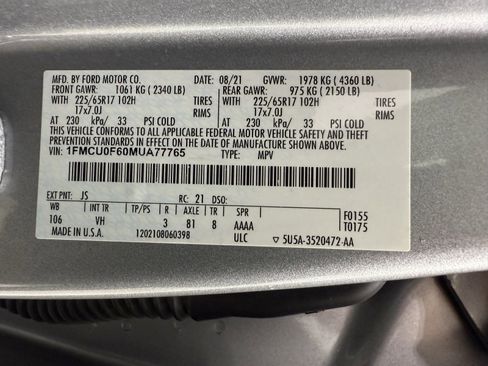 MFD. BY FORD MOTOR CO. DATE: 08/21 GVWR: 1978 KG ( 4360 LB)
FRONT GAWR: 1061 KG ( 2340 LB) REAR GAWR: 975 KG ( 2150 LB)
WITH 225/65R17 102H TIRES WITH 225/65R17 102H TIRES
17x7.0J RIMS 17x7.0J RIMS
AT 230 kPa/ 33 PSI COLD AT 230 kPa/ 33 PSI COLD
THIS VEHICLE CONFORMS TO ALL APPLICABLE FEDERAL MOTOR VEHICLE SAFETY AND THEFT
PREVENTION STANDARDS IN EFFECT ON THE DATE OF MANUFACTURE SHOWN ABOVE.
VIN: 1FMCU0F60MUA77765 TYPE: MPV
EXT PNT: JS RC: 21 DSO:
WB INT TR TP/PS R AXLE TR SPR F0155
106 VH 3 81 8 AAAA T0175
MADE IN U.S.A. 1202108060398 ULC 5U5A-3520472-AA